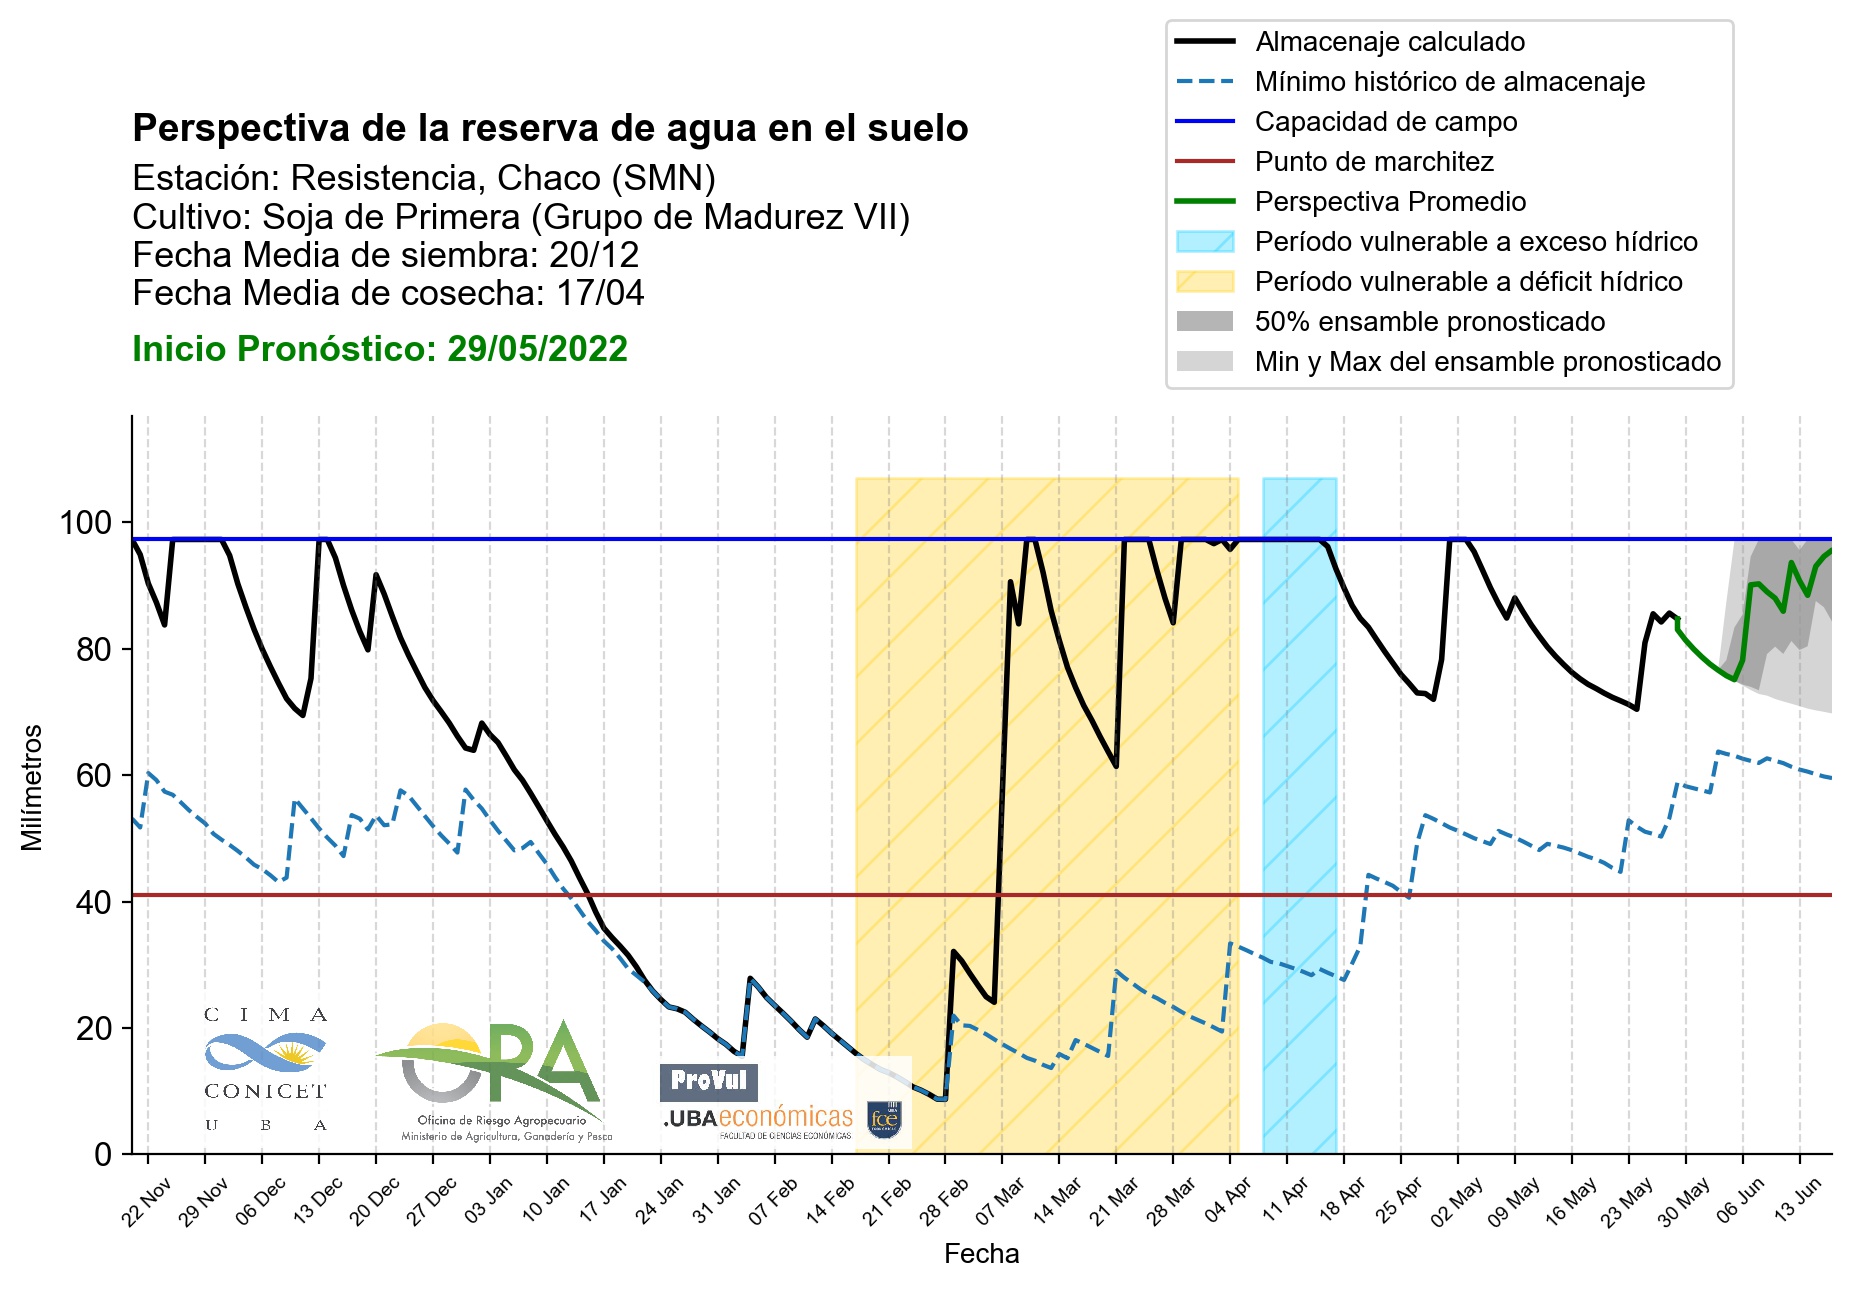 Almacenaje calculado
Mínimo histórico de almacenaje
Capacidad de campo
Punto de marchitez
Perspectiva Promedio
Período vulnerable a exceso hídrico
Período vulnerable a déficit hídrico
50% ensamble pronosticado
Min y Max del ensamble pronosticado
Perspectiva de la reserva de agua en el suelo
Estación: Resistencia, Chaco (SMN)
Cultivo: Soja de Primera (Grupo de Madurez VII)
Fecha Media de siembra: 20/12
Fecha Media de cosecha: 17/04
Inicio Pronóstico: 29/05/2022
Milímetros
100
80
60
40
20
0
CIMA
CONICET
UBA
ORA
Oficina de Riesgo Agropecuario
Ministerio de Agricultura, Ganadería y Pesca
ProVul
.UBAeconómicas
FACULTAD DE CIENCIAS ECONÓMICAS
fce
22 Nov 29 Nov 06 Dec 13 Dec 20 Dec 27 Dec 03 Jan 10 Jan 17 Jan 24 Jan 31 Jan 07 Feb 14 Feb 21 Feb 28 Feb 07 Mar 14 Mar 21 Mar 28 Mar 04 Apr 11 Apr 18 Apr 25 Apr 02 May 09 May 16 May 23 May 30 May 06 Jun 13 Jun
Fecha